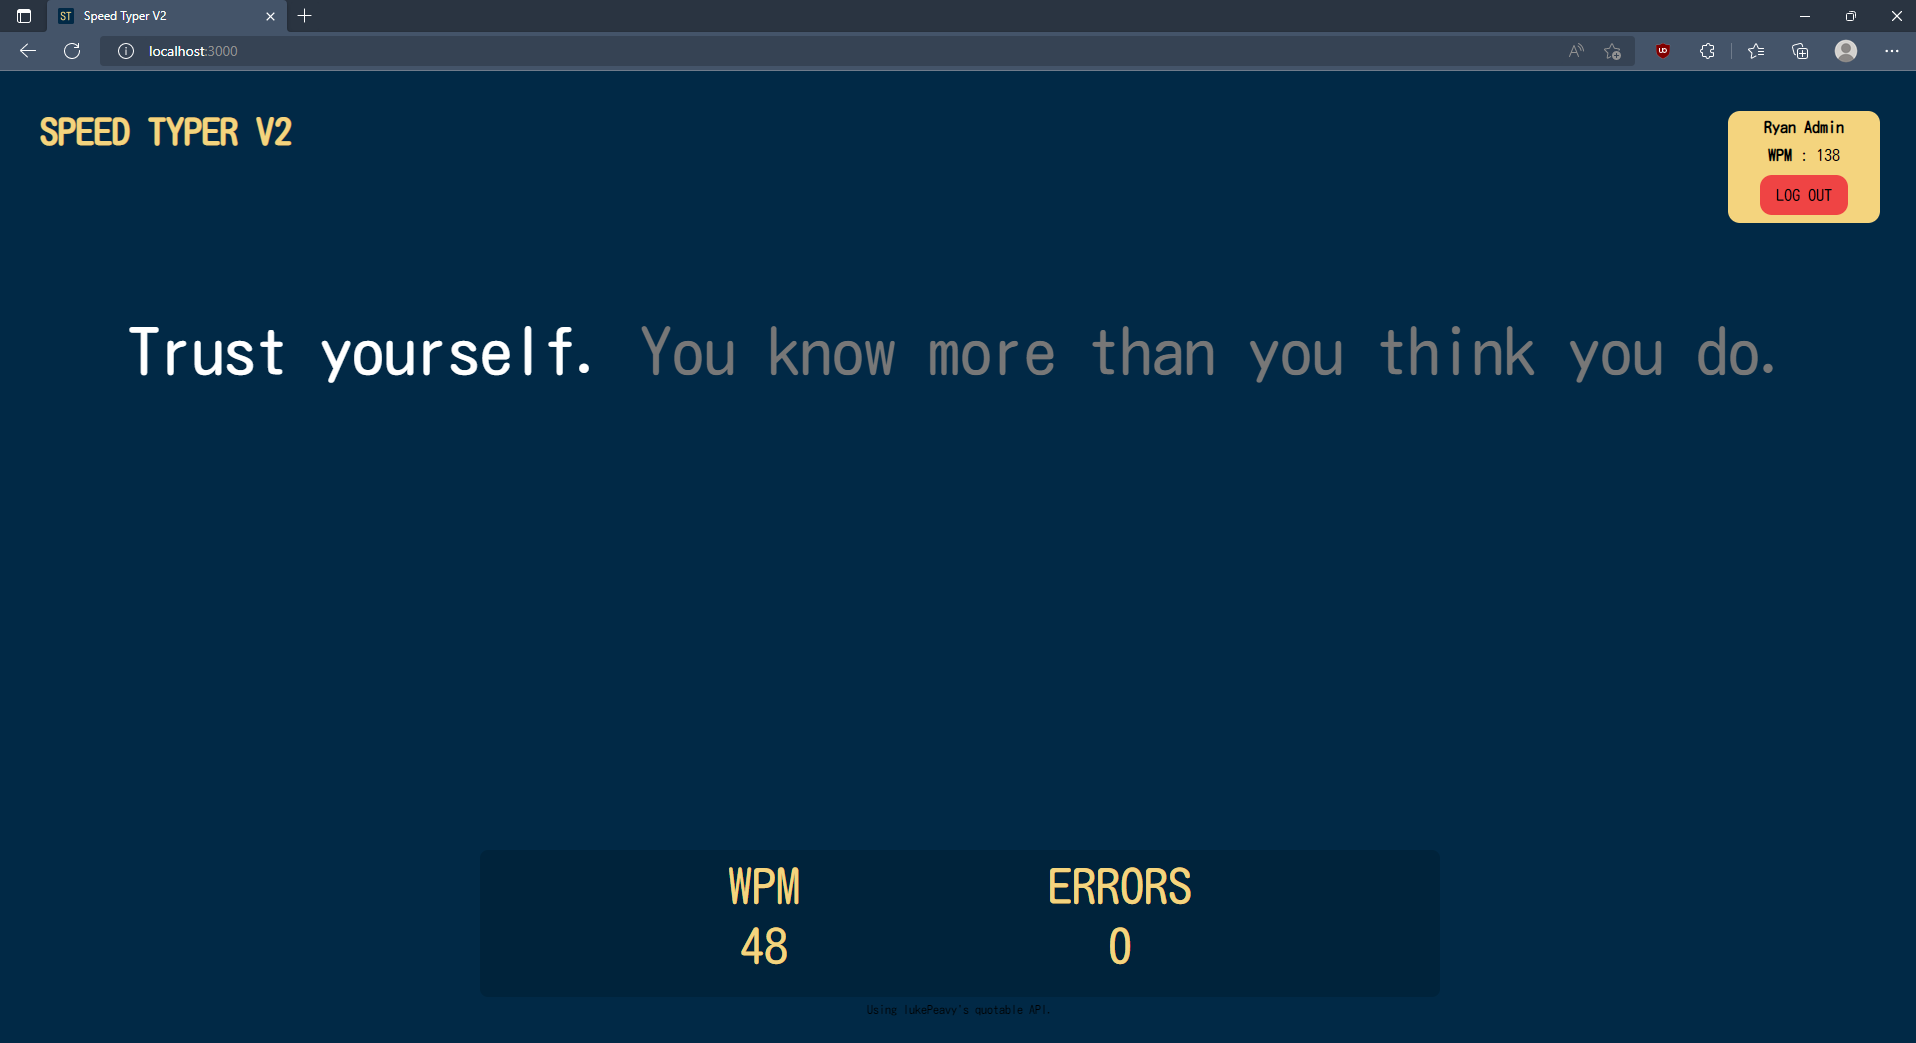 ST Speed Typer V2
localhost:3000
SPEED TYPER V2
Ryan Admin
WPM : 138
LOG OUT
Trust yourself. You know more than you think you do.
WPM ERRORS
48 0
Using lukePeavy's quotable API.